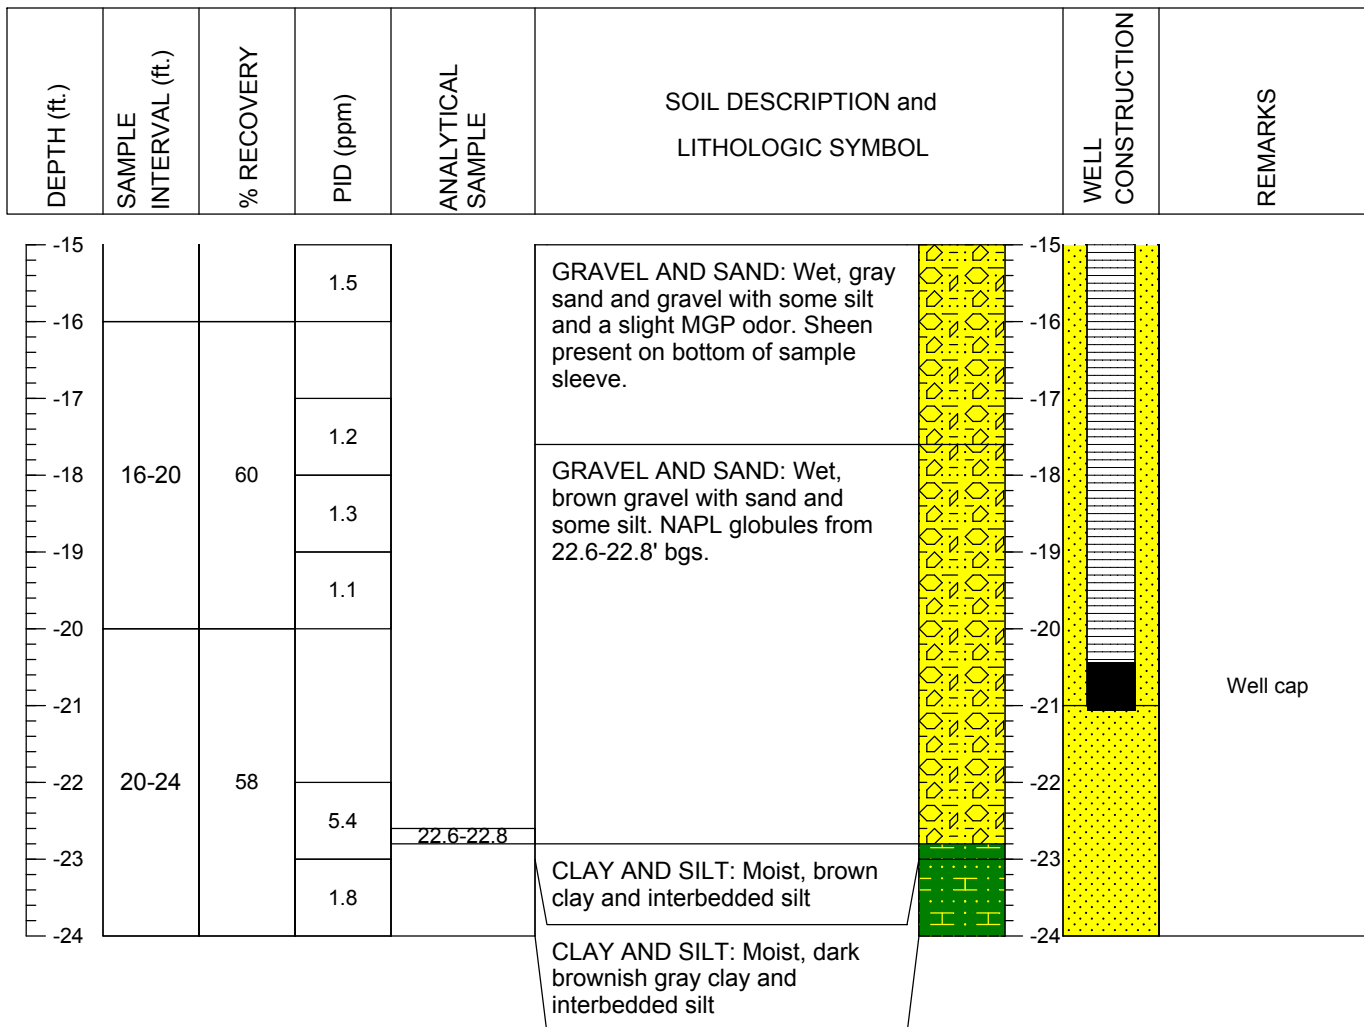 DEPTH (ft.)
SAMPLE
INTERVAL (ft.)
% RECOVERY
PID (ppm)
ANALYTICAL
SAMPLE
SOIL DESCRIPTION and
LITHOLOGIC SYMBOL
WELL
CONSTRUCTION
REMARKS
-15
-16
-17
-18
-19
-20
-21
-22
-23
-24
16-20
20-24
60
58
1.5
1.2
1.3
1.1
5.4
1.8
22.6-22.8
GRAVEL AND SAND: Wet, gray
sand and gravel with some silt
and a slight MGP odor. Sheen
present on bottom of sample
sleeve.
GRAVEL AND SAND: Wet,
brown gravel with sand and
some silt. NAPL globules from
22.6-22.8' bgs.
CLAY AND SILT: Moist, brown
clay and interbedded silt
CLAY AND SILT: Moist, dark
brownish gray clay and
interbedded silt
-15
-16
-17
-18
-19
-20
-21
-22
-23
-24
Well cap